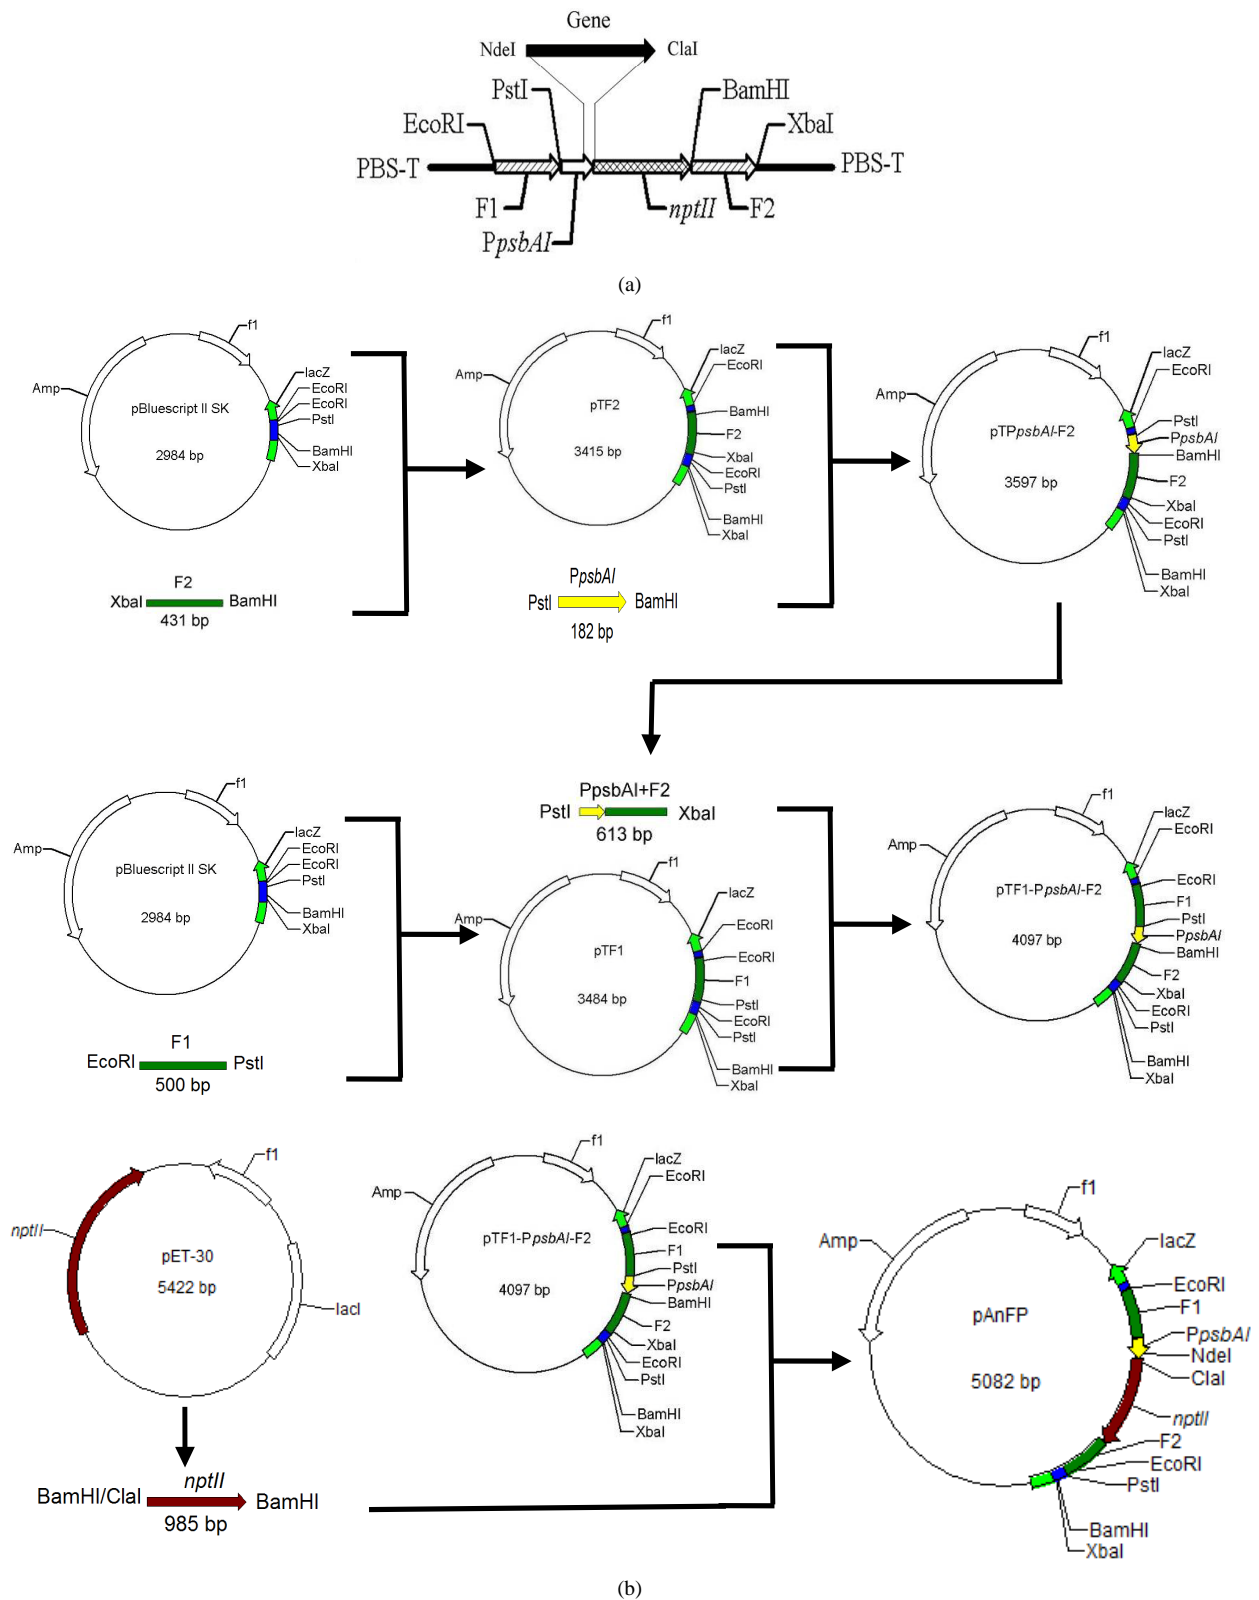 Gene
NdeI ClaI
PstI BamHI
EcoRI XbaI
PBS-T PBS-T
F1 nptII F2
PpsbAI
(a)
f1
lacZ
EcoRI
EcoRI
PstI
BamHI
XbaI
Amp
pBluescript II SK
2984 bp
F2
XbaI BamHI
431 bp
f1
lacZ
EcoRI
Amp
BamHI
pTF2
F2
3415 bp
XbaI
EcoRI
PstI
BamHI
XbaI
PpsbAI
PstI BamHI
182 bp
f1
lacZ
EcoRI
Amp
PstI
PpsbAI
pTPpsbAI-F2
BamHI
F2
3597 bp
XbaI
EcoRI
PstI
BamHI
XbaI
f1
lacZ
EcoRI
EcoRI
Amp
PstI
pBluescript II SK
BamHI
2984 bp
XbaI
F1
EcoRI PstI
500 bp
PpsbAI+F2
PstI XbaI
613 bp
f1
lacZ
Amp
EcoRI
EcoRI
pTF1
F1
3484 bp
PstI
EcoRI
PstI
BamHI
XbaI
f1
lacZ
EcoRI
Amp
EcoRI
pTF1-PpsbAI-F2
F1
PstI
PpsbAI
4097 bp
BamHI
F2
XbaI
EcoRI
PstI
BamHI
XbaI
f1
nptII
pET-30
5422 bp
lacI
nptII
BamHI/ClaI BamHI
985 bp
f1
lacZ
EcoRI
Amp
EcoRI
pTF1-PpsbAI-F2
F1
PstI
PpsbAI
4097 bp
BamHI
F2
XbaI
EcoRI
PstI
BamHI
XbaI
f1
Amp
lacZ
EcoRI
F1
pAnFP
PpsbAI
NdeI
5082 bp
ClaI
nptII
F2
EcoRI
PstI
BamHI
XbaI
(b)